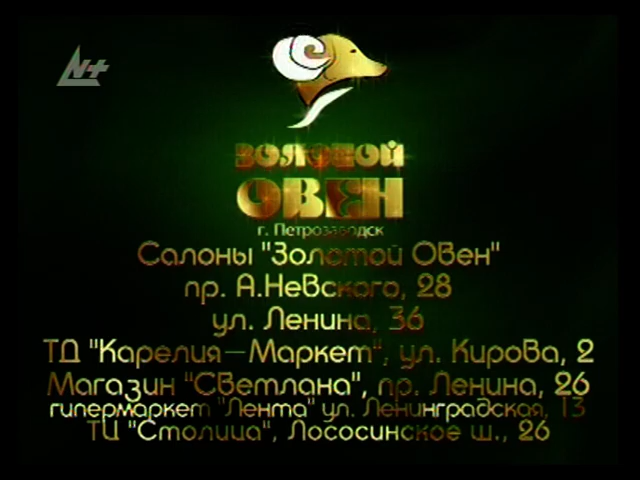 N+
ЗОЛОТОЙ
ОВЕН
г. Петрозаводск
Салоны "Золотой Овен"
пр. А.Невского, 28
ул. Ленина, 36
ТД "Карелия-Маркет", ул. Кирова, 2
Магазин "Светлана", пр. Ленина, 26
гипермаркет "Лента" ул. Ленинградская, 13
ТЦ "Столица", Лососинское ш., 26